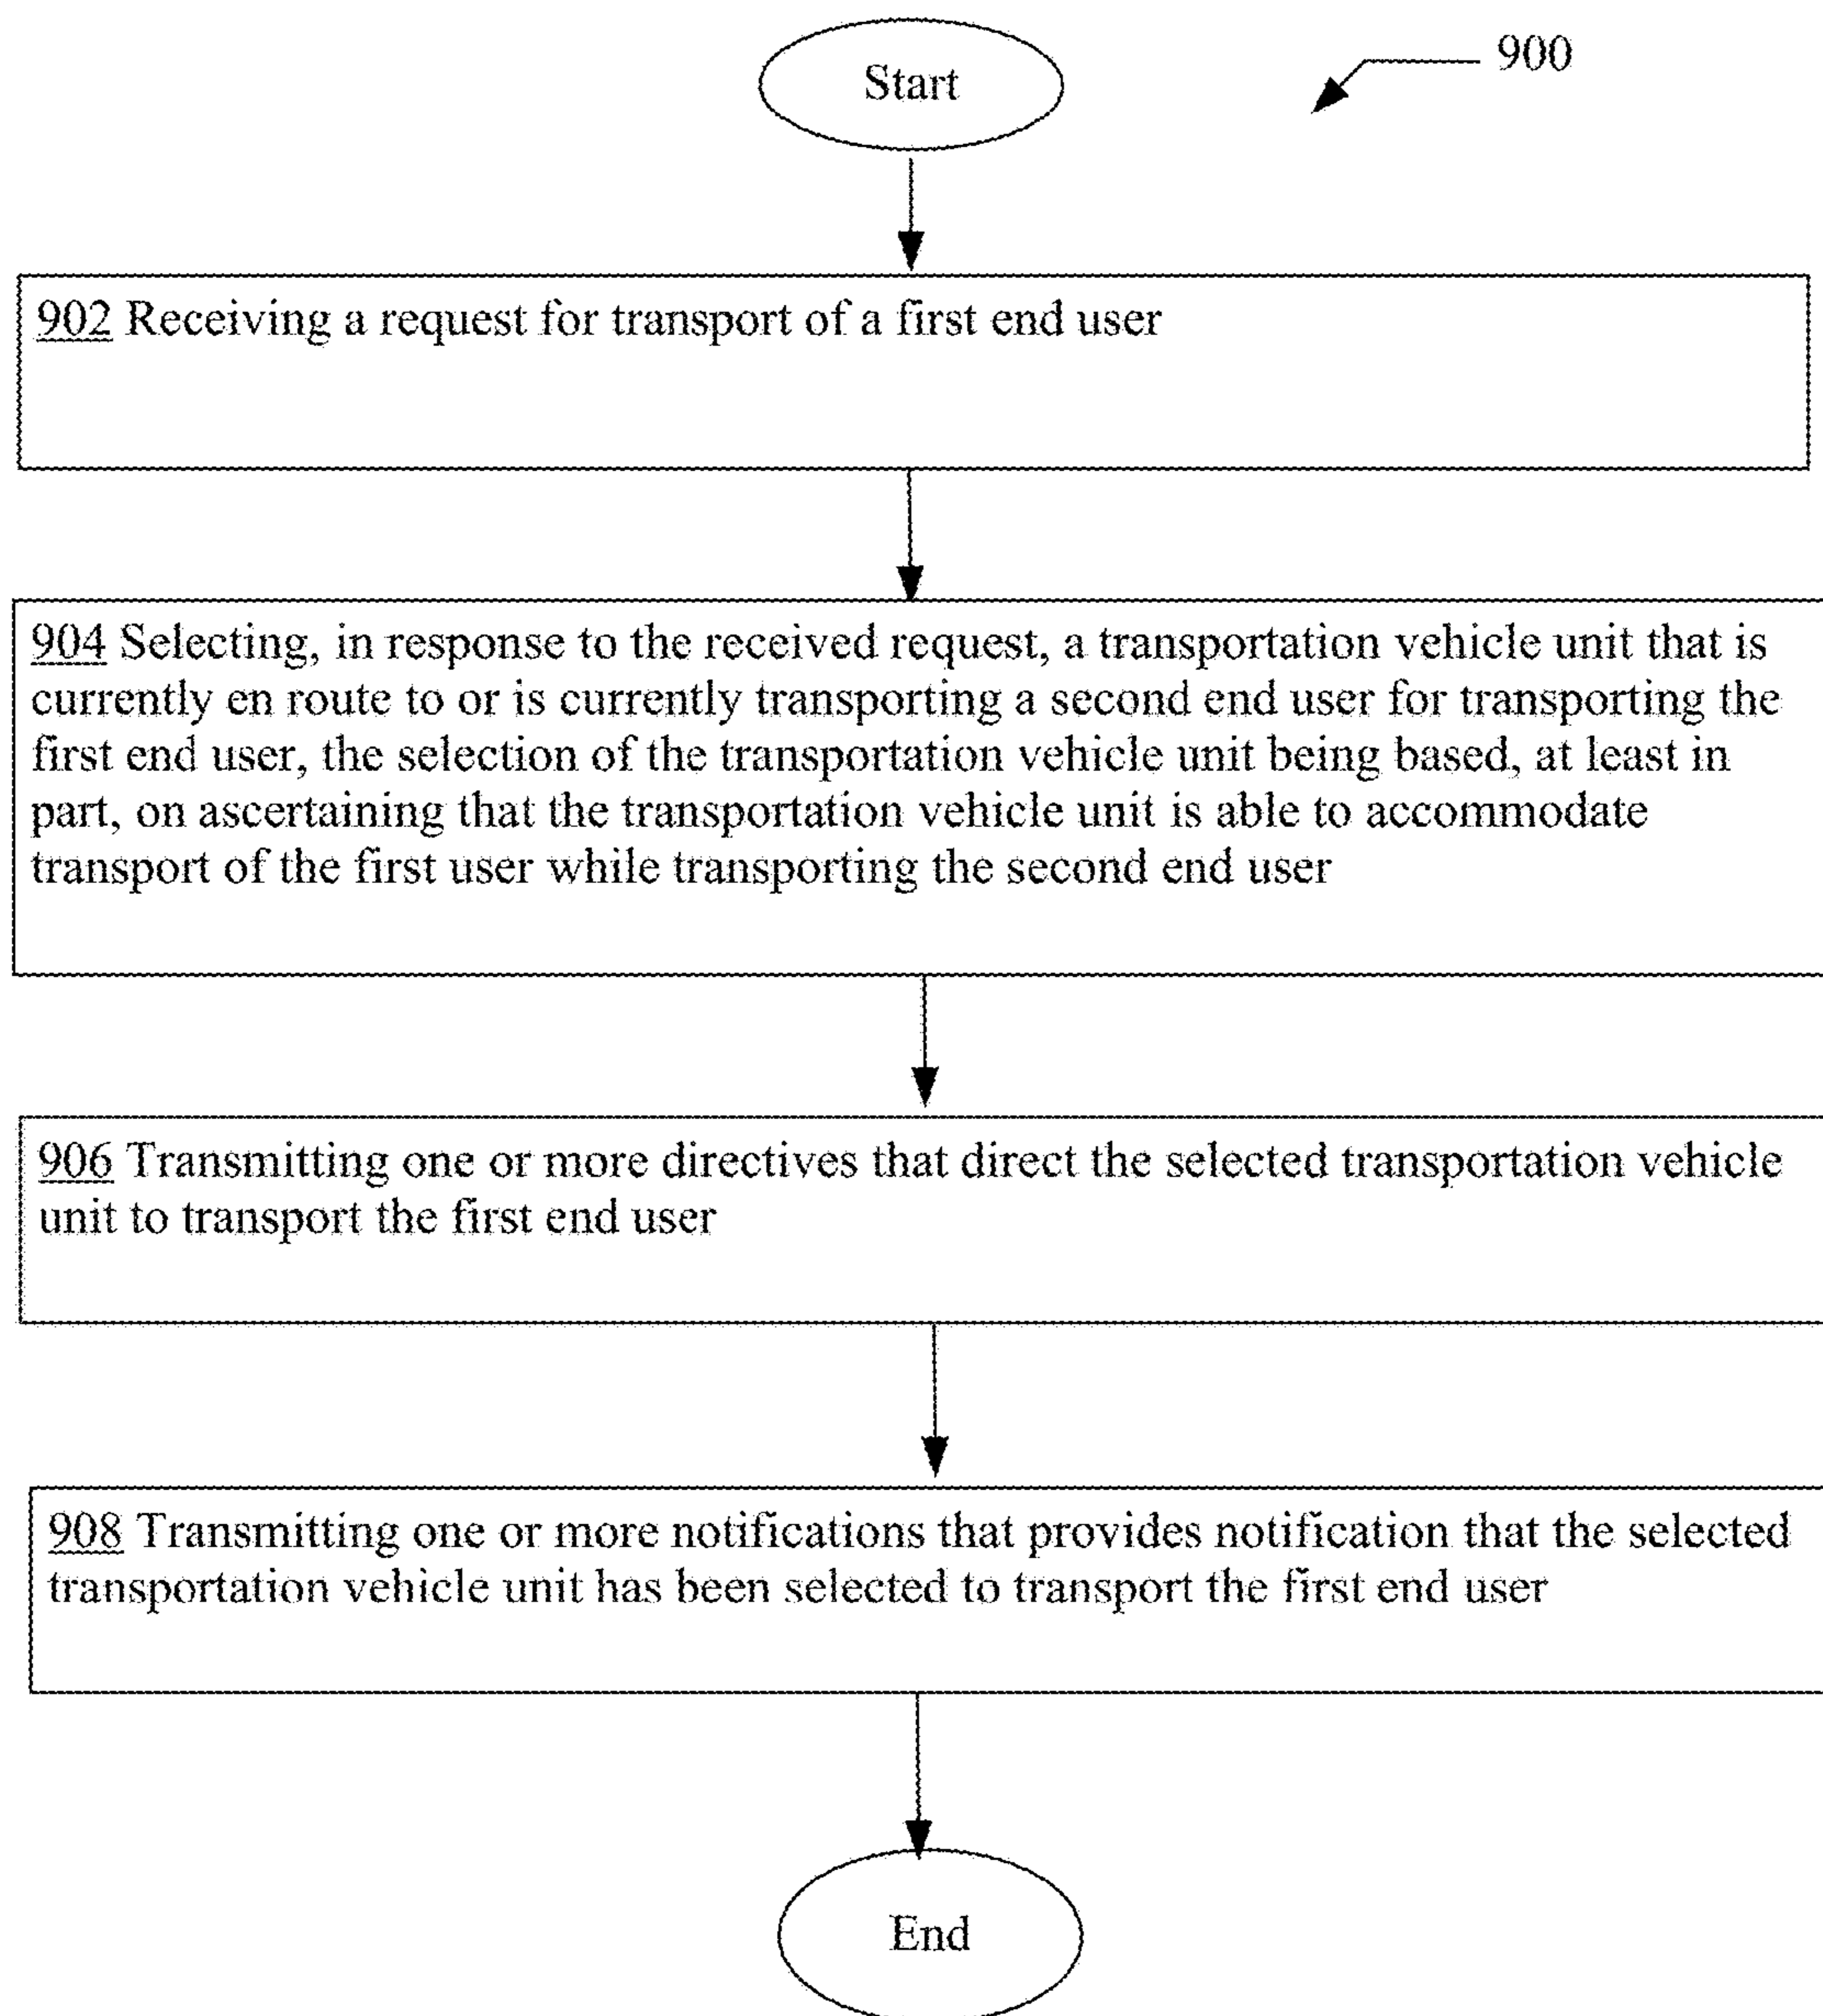 Start
900
902 Receiving a request for transport of a first end user
904 Selecting, in response to the received request, a transportation vehicle unit that is
currently en route to or is currently transporting a second end user for transporting the
first end user, the selection of the transportation vehicle unit being based, at least in
part, on ascertaining that the transportation vehicle unit is able to accommodate
transport of the first user while transporting the second end user
906 Transmitting one or more directives that direct the selected transportation vehicle
unit to transport the first end user
908 Transmitting one or more notifications that provides notification that the selected
transportation vehicle unit has been selected to transport the first end user
End